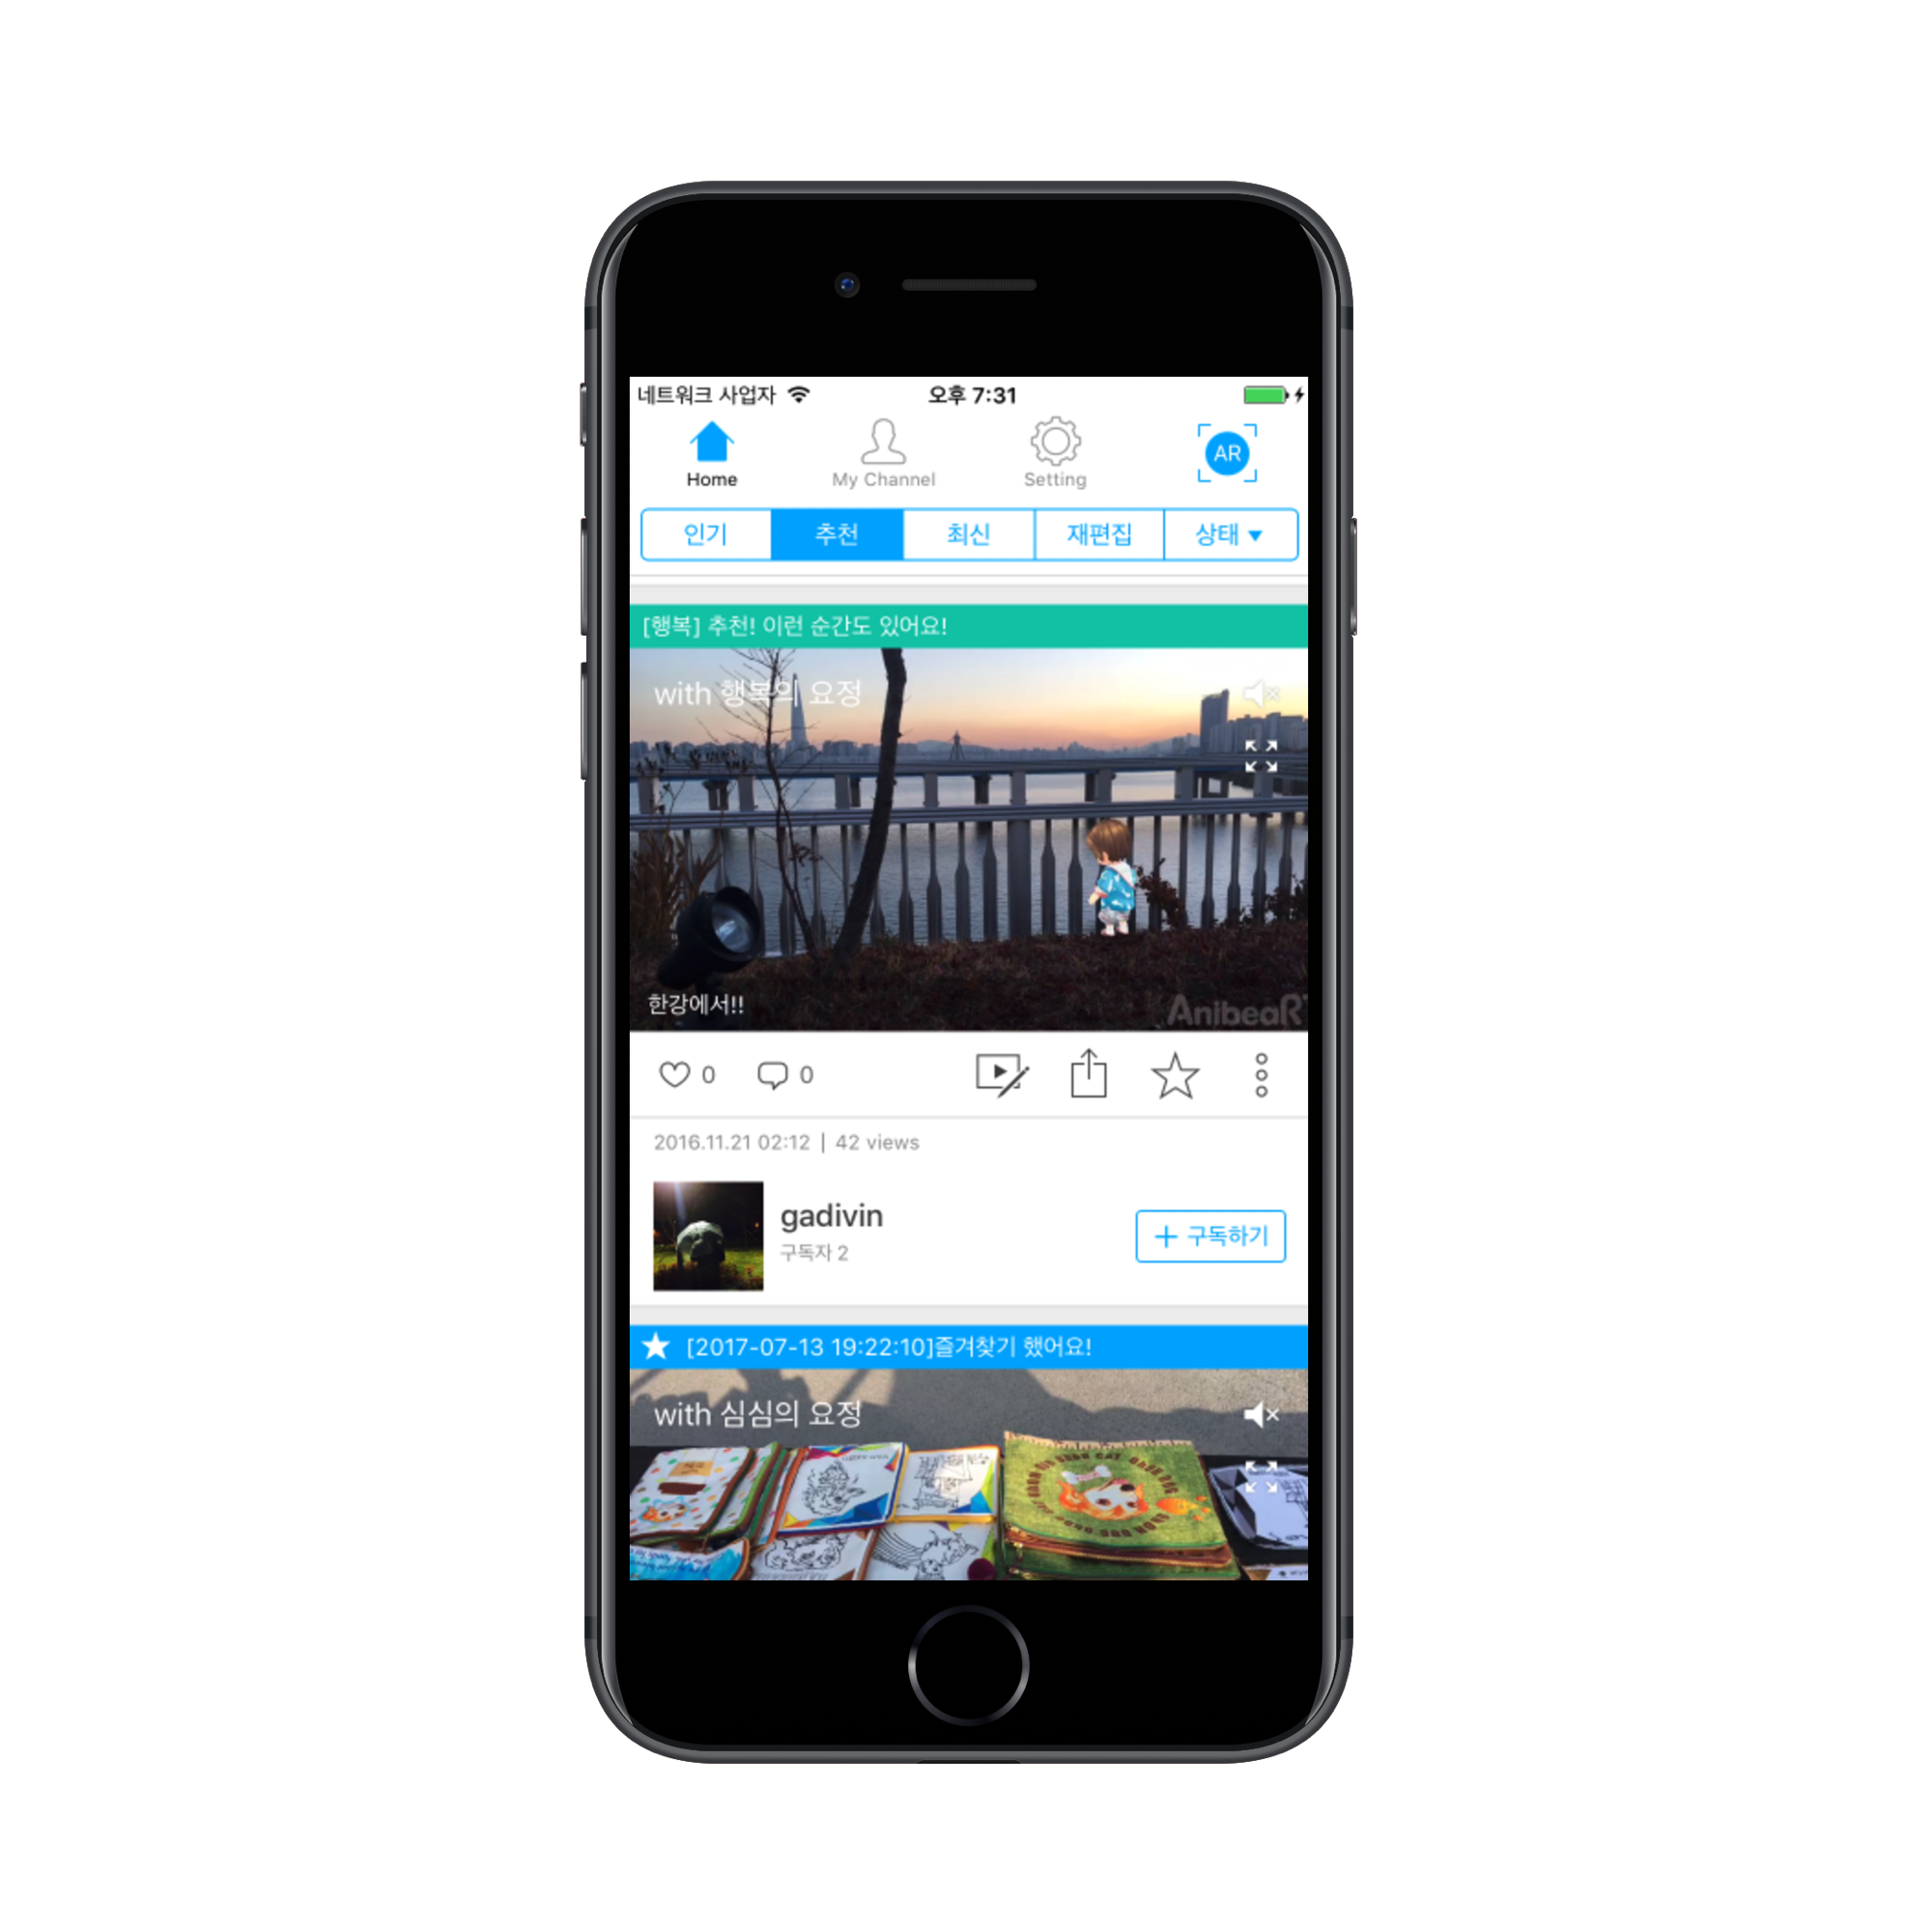 네트워크 사업자 오후 7:31
Home My Channel Setting AR
인기 추천 최신 재편집 상태
[행복] 추천! 이런 순간도 있어요!
with 행복의 요정
한강에서!!
AnibeaR
0 0
2016.11.21 02:12 | 42 views
gadivin
구독자 2
+ 구독하기
[2017-07-13 19:22:10]즐겨찾기 했어요!
with 심심의 요정